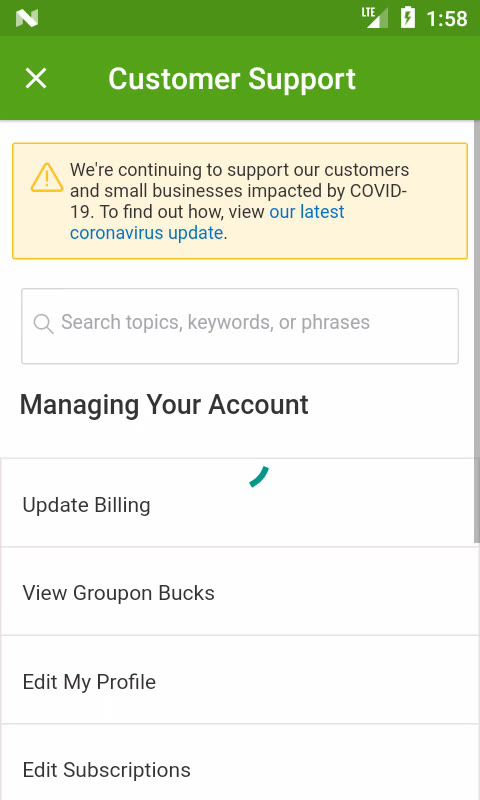 LTE 1:58
Customer Support
We're continuing to support our customers
and small businesses impacted by COVID-
19. To find out how, view our latest
coronavirus update.
Search topics, keywords, or phrases
Managing Your Account
Update Billing
View Groupon Bucks
Edit My Profile
Edit Subscriptions